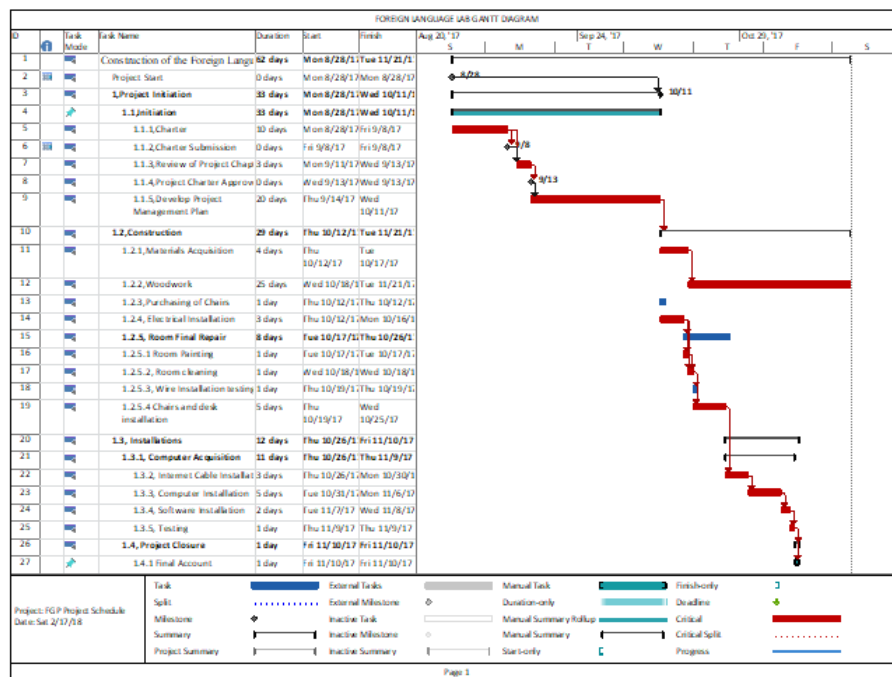 FOREIGN LANGUAGE LAB GANTT DIAGRAM
ID Task Mode Task Name Duration Start Finish Aug 20, '17 Sep 24, '17 Oct 29, '17
S M T W T F S
1 Construction of the Foreign Langu 62 days Mon 8/28/17 Tue 11/21/1
2 Project Start 0 days Mon 8/28/17 Mon 8/28/17 8/28
3 1,Project Initiation 33 days Mon 8/28/17 Wed 10/11/1 10/11
4 1.1,Initiation 33 days Mon 8/28/17 Wed 10/11/1
5 1.1.1,Charter 10 days Mon 8/28/17 Fri 9/8/17
6 1.1.2,Charter Submission 0 days Fri 9/8/17 Fri 9/8/17 9/8
7 1.1.3,Review of Project Chap 3 days Mon 9/11/17 Wed 9/13/17
8 1.1.4,Project Charter Approv 0 days Wed 9/13/17 Wed 9/13/17 9/13
9 1.1.5,Develop Project 20 days Thu 9/14/17 Wed
Management Plan 10/11/17
10 1.2,Construction 29 days Thu 10/12/1 Tue 11/21/1
11 1.2.1,Materials Acquisition 4 days Thu Tue
10/12/17 10/17/17
12 1.2.2,Woodwork 25 days Wed 10/18/1 Tue 11/21/17
13 1.2.3,Purchasing of Chairs 1 day Thu 10/12/17 Thu 10/12/17
14 1.2.4, Electrical Installation 3 days Thu 10/12/17 Mon 10/16/1
15 1.2.5, Room Final Repair 8 days Tue 10/17/17 Thu 10/26/1
16 1.2.5.1 Room Painting 1 day Tue 10/17/17 Tue 10/17/17
17 1.2.5.2, Room cleaning 1 day Wed 10/18/1 Wed 10/18/1
18 1.2.5.3, Wire Installation testing 1 day Thu 10/19/17 Thu 10/19/17
19 1.2.5.4 Chairs and desk 5 days Thu Wed
installation 10/19/17 10/25/17
20 1.3, Installations 12 days Thu 10/26/1 Fri 11/10/17
21 1.3.1, Computer Acquisition 11 days Thu 10/26/1 Thu 11/9/17
22 1.3.2, Internet Cable Installat 3 days Thu 10/26/17 Mon 10/30/1
23 1.3.3, Computer Installation 5 days Tue 10/31/17 Mon 11/6/17
24 1.3.4, Software Installation 2 days Tue 11/7/17 Wed 11/8/17
25 1.3.5, Testing 1 day Thu 11/9/17 Thu 11/9/17
26 1.4, Project Closure 1 day Fri 11/10/17 Fri 11/10/17
27 1.4.1 Final Account 1 day Fri 11/10/17 Fri 11/10/17
Project: FGP Project Schedule
Date: Sat 2/17/18
Task External Tasks Manual Task Finish-only
Split External Milestone Duration-only Deadline
Milestone Inactive Task Manual Summary Rollup Critical
Summary Inactive Milestone Manual Summary Critical Split
Project Summary Inactive Summary Start-only Progress
Page 1